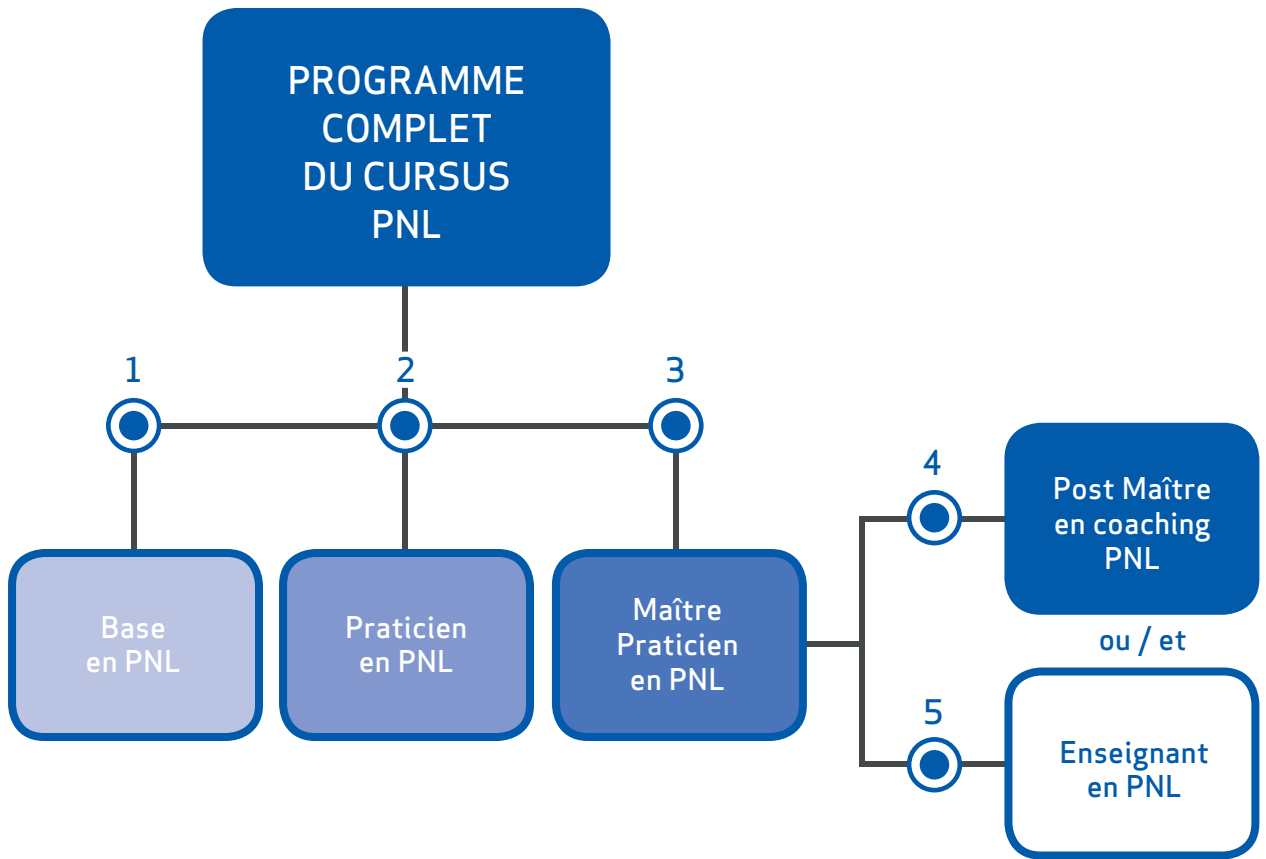 PROGRAMME
COMPLET
DU CURSUS
PNL
1
2
3
Base
en PNL
Praticien
en PNL
Maître
Praticien
en PNL
4
Post Maître
en coaching
PNL
ou / et
5
Enseignant
en PNL